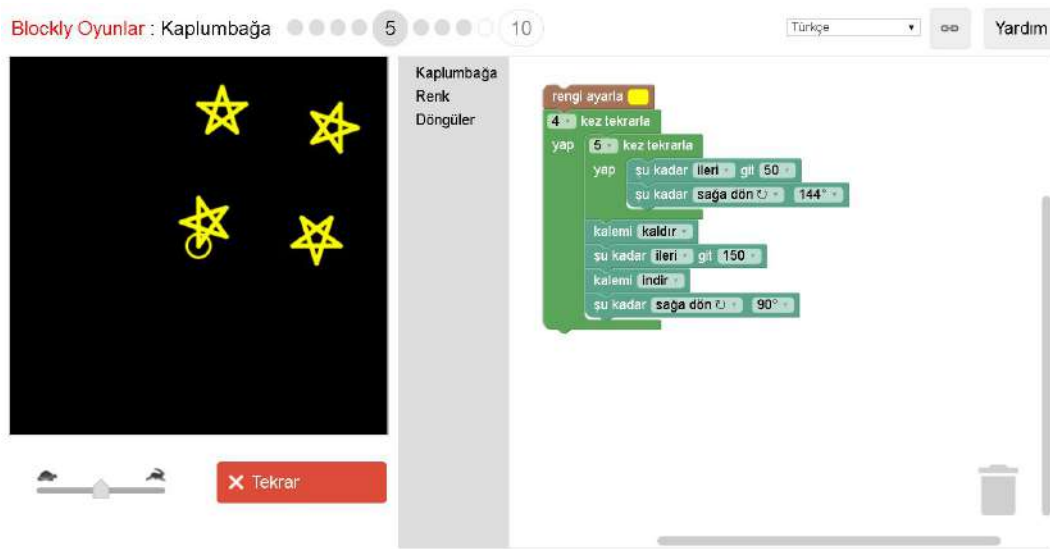 Blockly Oyunlar : Kaplumbağa 5 10 Türkçe Yardım
Kaplumbağa
Renk
Döngüler
rengi ayarla
4 kez tekrarla
yap 5 kez tekrarla
yap şu kadar ileri git 50
şu kadar sağa dön ↻ 144°
kalemi kaldır
şu kadar ileri git 150
kalemi indir
şu kadar sağa dön ↻ 90°
Tekrar